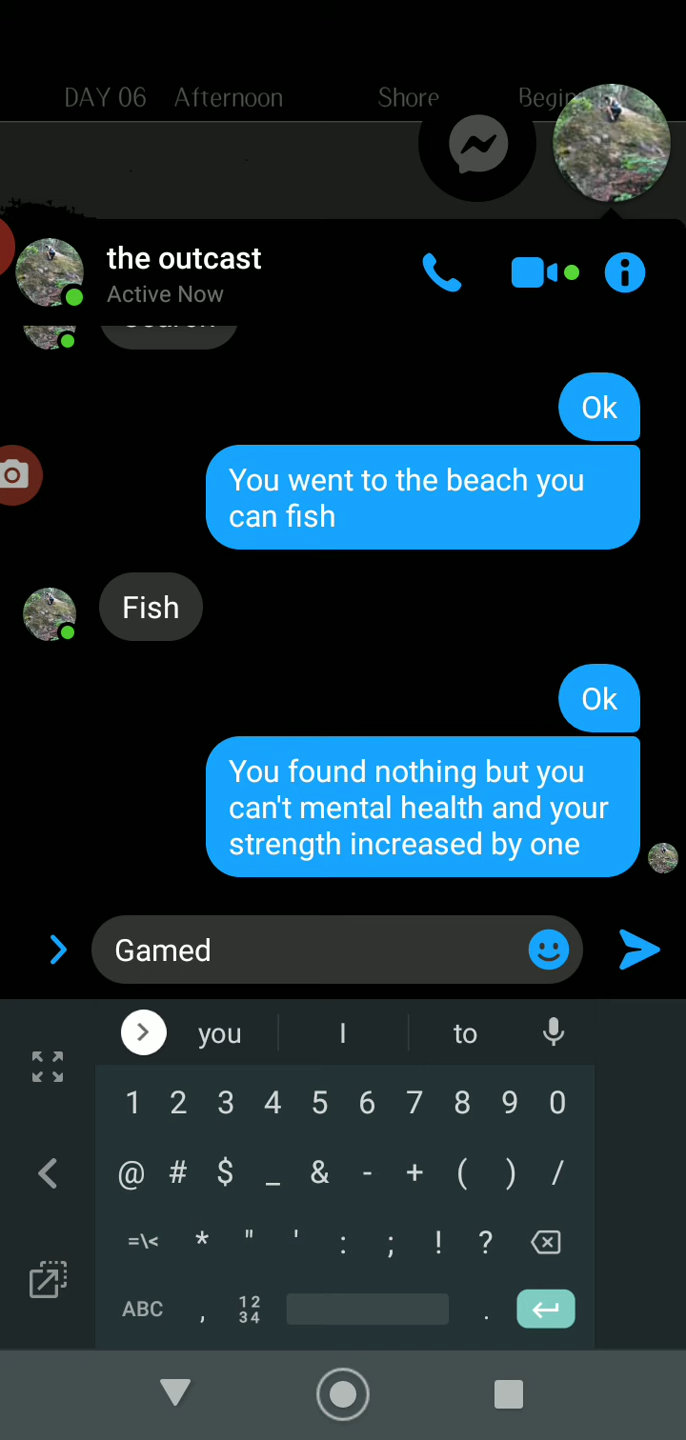 DAY 06 Afternoon Shore
the outcast
Active Now
Ok
You went to the beach you
can fish
Fish
Ok
You found nothing but you
can't mental health and your
strength increased by one
Gamed
you I to
1 2 3 4 5 6 7 8 9 0
@ # $ _ & - + ( ) /
=\< * " ' : ; ! ? 
ABC , 12 .
34